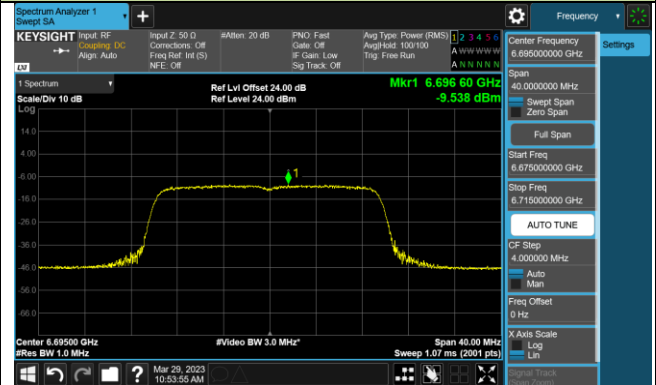 Spectrum Analyzer 1
Swept SA
Frequency
KEYSIGHT
Input: RF
Coupling: DC
Align: Auto
Input Z: 50 Ω
Corrections: Off
Freq Ref: Int (S)
NFE: Off
#Atten: 20 dB
PNO: Fast
Gate: Off
IF Gain: Low
Sig Track: Off
Avg Type: Power (RMS)
Avg|Hold: 100/100
Trig: Free Run
1 2 3 4 5 6
A W W W W W
A N N N N N
LXI
1 Spectrum
Scale/Div 10 dB
Ref Lvl Offset 24.00 dB
Ref Level 24.00 dBm
Mkr1 6.696 60 GHz
-9.538 dBm
Log
14.0
4.00
-6.00
-16.0
-26.0
-36.0
-46.0
-56.0
-66.0
1
Center 6.69500 GHz
#Res BW 1.0 MHz
#Video BW 3.0 MHz*
Span 40.00 MHz
Sweep 1.07 ms (2001 pts)
Mar 29, 2023
10:53:55 AM
Center Frequency
6.695000000 GHz
Settings
Span
40.0000000 MHz
Swept Span
Zero Span
Full Span
Start Freq
6.675000000 GHz
Stop Freq
6.715000000 GHz
AUTO TUNE
CF Step
4.000000 MHz
Auto
Man
Freq Offset
0 Hz
X Axis Scale
Log
Lin
Signal Track
(Span Zoom)